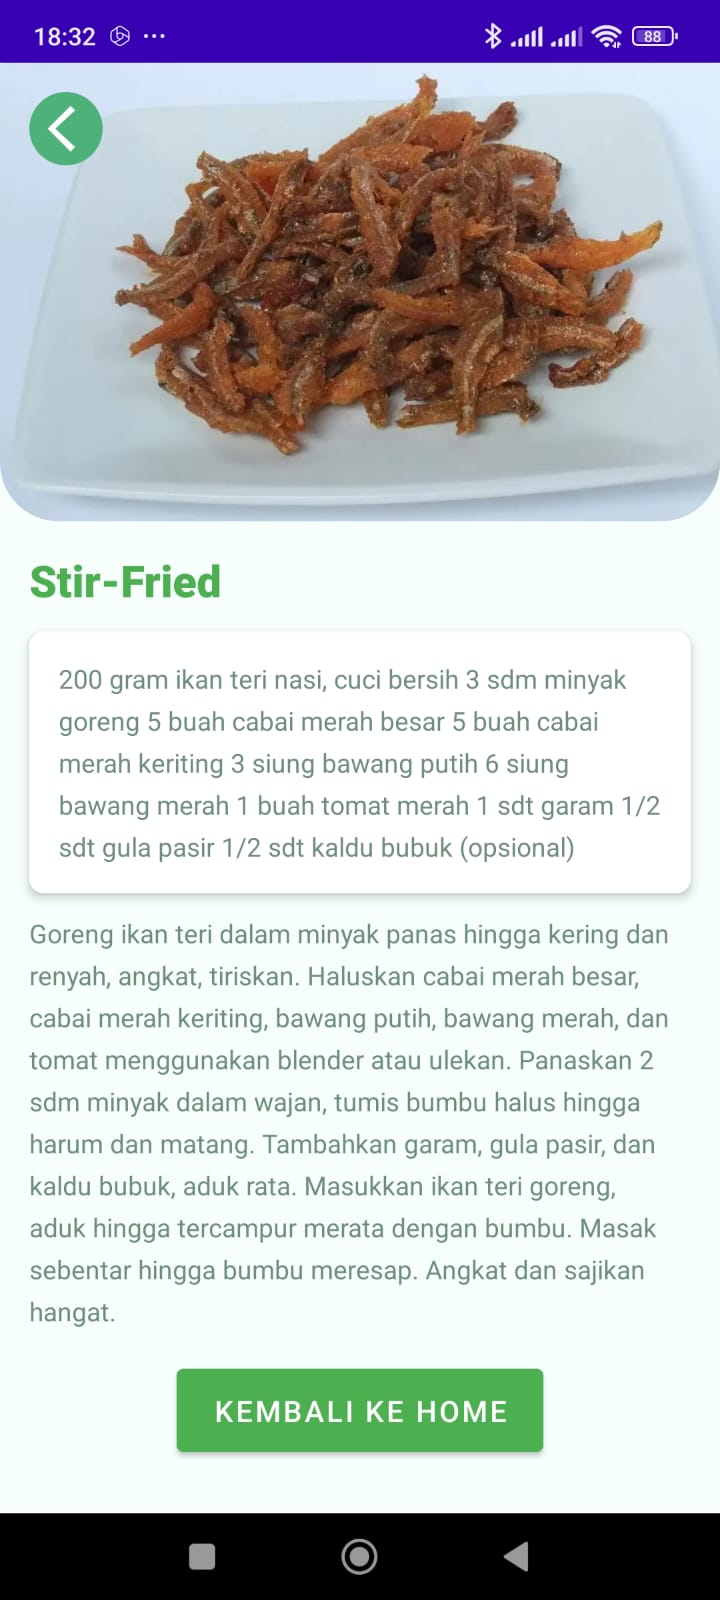 18:32
88
Stir-Fried
200 gram ikan teri nasi, cuci bersih 3 sdm minyak
goreng 5 buah cabai merah besar 5 buah cabai
merah keriting 3 siung bawang putih 6 siung
bawang merah 1 buah tomat merah 1 sdt garam 1/2
sdt gula pasir 1/2 sdt kaldu bubuk (opsional)
Goreng ikan teri dalam minyak panas hingga kering dan
renyah, angkat, tiriskan. Haluskan cabai merah besar,
cabai merah keriting, bawang putih, bawang merah, dan
tomat menggunakan blender atau ulekan. Panaskan 2
sdm minyak dalam wajan, tumis bumbu halus hingga
harum dan matang. Tambahkan garam, gula pasir, dan
kaldu bubuk, aduk rata. Masukkan ikan teri goreng,
aduk hingga tercampur merata dengan bumbu. Masak
sebentar hingga bumbu meresap. Angkat dan sajikan
hangat.
KEMBALI KE HOME